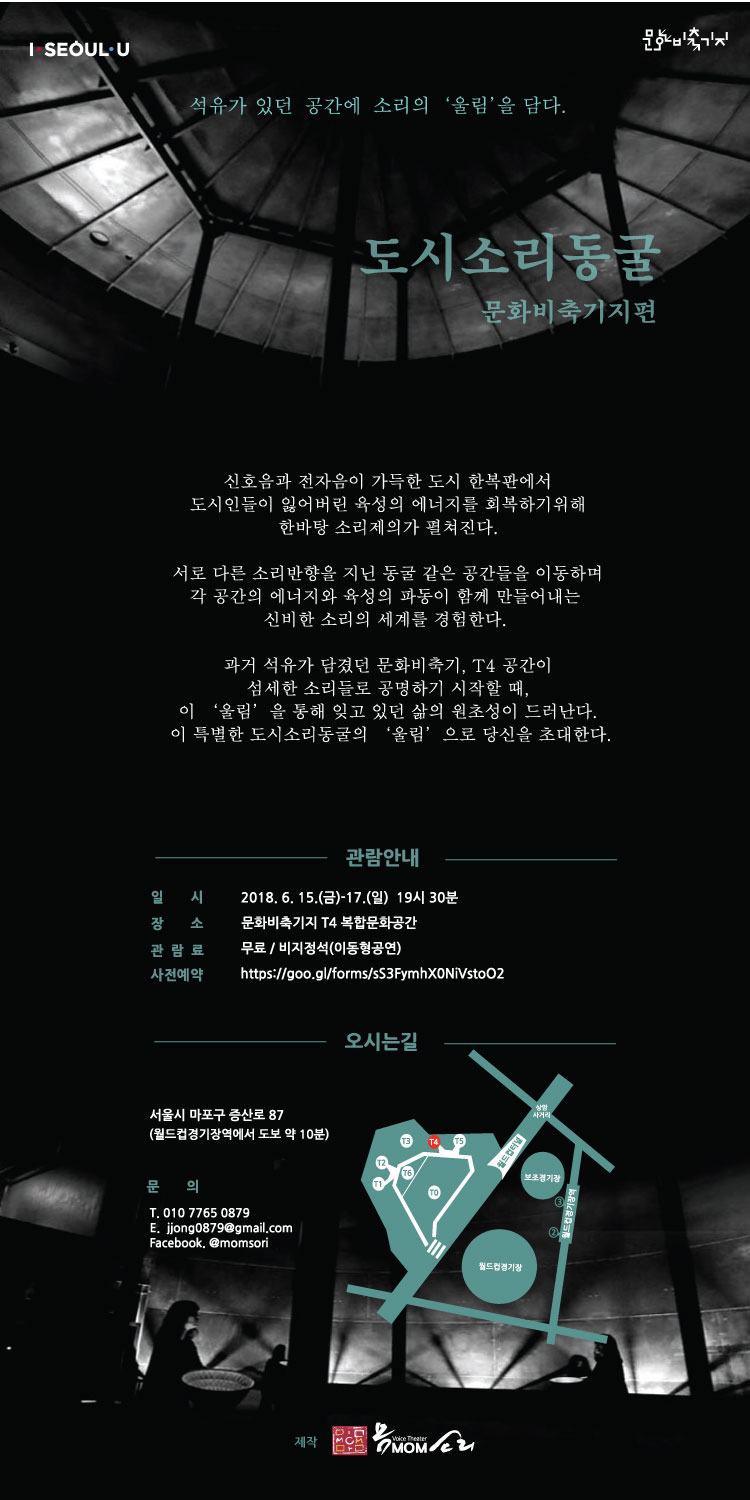 I·SEOUL·U
문화비축기지
석유가 있던 공간에 소리의 ‘울림’을 담다.
도시소리동굴
문화비축기지편
신호음과 전자음이 가득한 도시 한복판에서
도시인들이 잃어버린 육성의 에너지를 회복하기위해
한바탕 소리제의가 펼쳐진다.
서로 다른 소리반향을 지닌 동굴 같은 공간들을 이동하며
각 공간의 에너지와 육성의 파동이 함께 만들어내는
신비한 소리의 세계를 경험한다.
과거 석유가 담겼던 문화비축기, T4 공간이
섬세한 소리들로 공명하기 시작할 때,
이 ‘울림’을 통해 잊고 있던 삶의 원초성이 드러난다.
이 특별한 도시소리동굴의 ‘울림’으로 당신을 초대한다.
관람안내
일 시 2018. 6. 15.(금)-17.(일) 19시 30분
장 소 문화비축기지 T4 복합문화공간
관 람 료 무료 / 비지정석(이동형공연)
사전예약 https://goo.gl/forms/sS3FymhX0NiVstoO2
오시는길
서울시 마포구 증산로 87
(월드컵경기장역에서 도보 약 10분)
문 의
T. 010 7765 0879
E. jjong0879@gmail.com
Facebook. @momsori
상암
사거리
월드컵터널
T3
T4
T5
T2
T6
T1
T0
보조경기장
③
월드컵경기장역
②
월드컵경기장
제작
Voice Theater
몸MOM소리